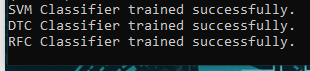 SVM Classifier trained successfully.
DTC Classifier trained successfully.
RFC Classifier trained successfully.